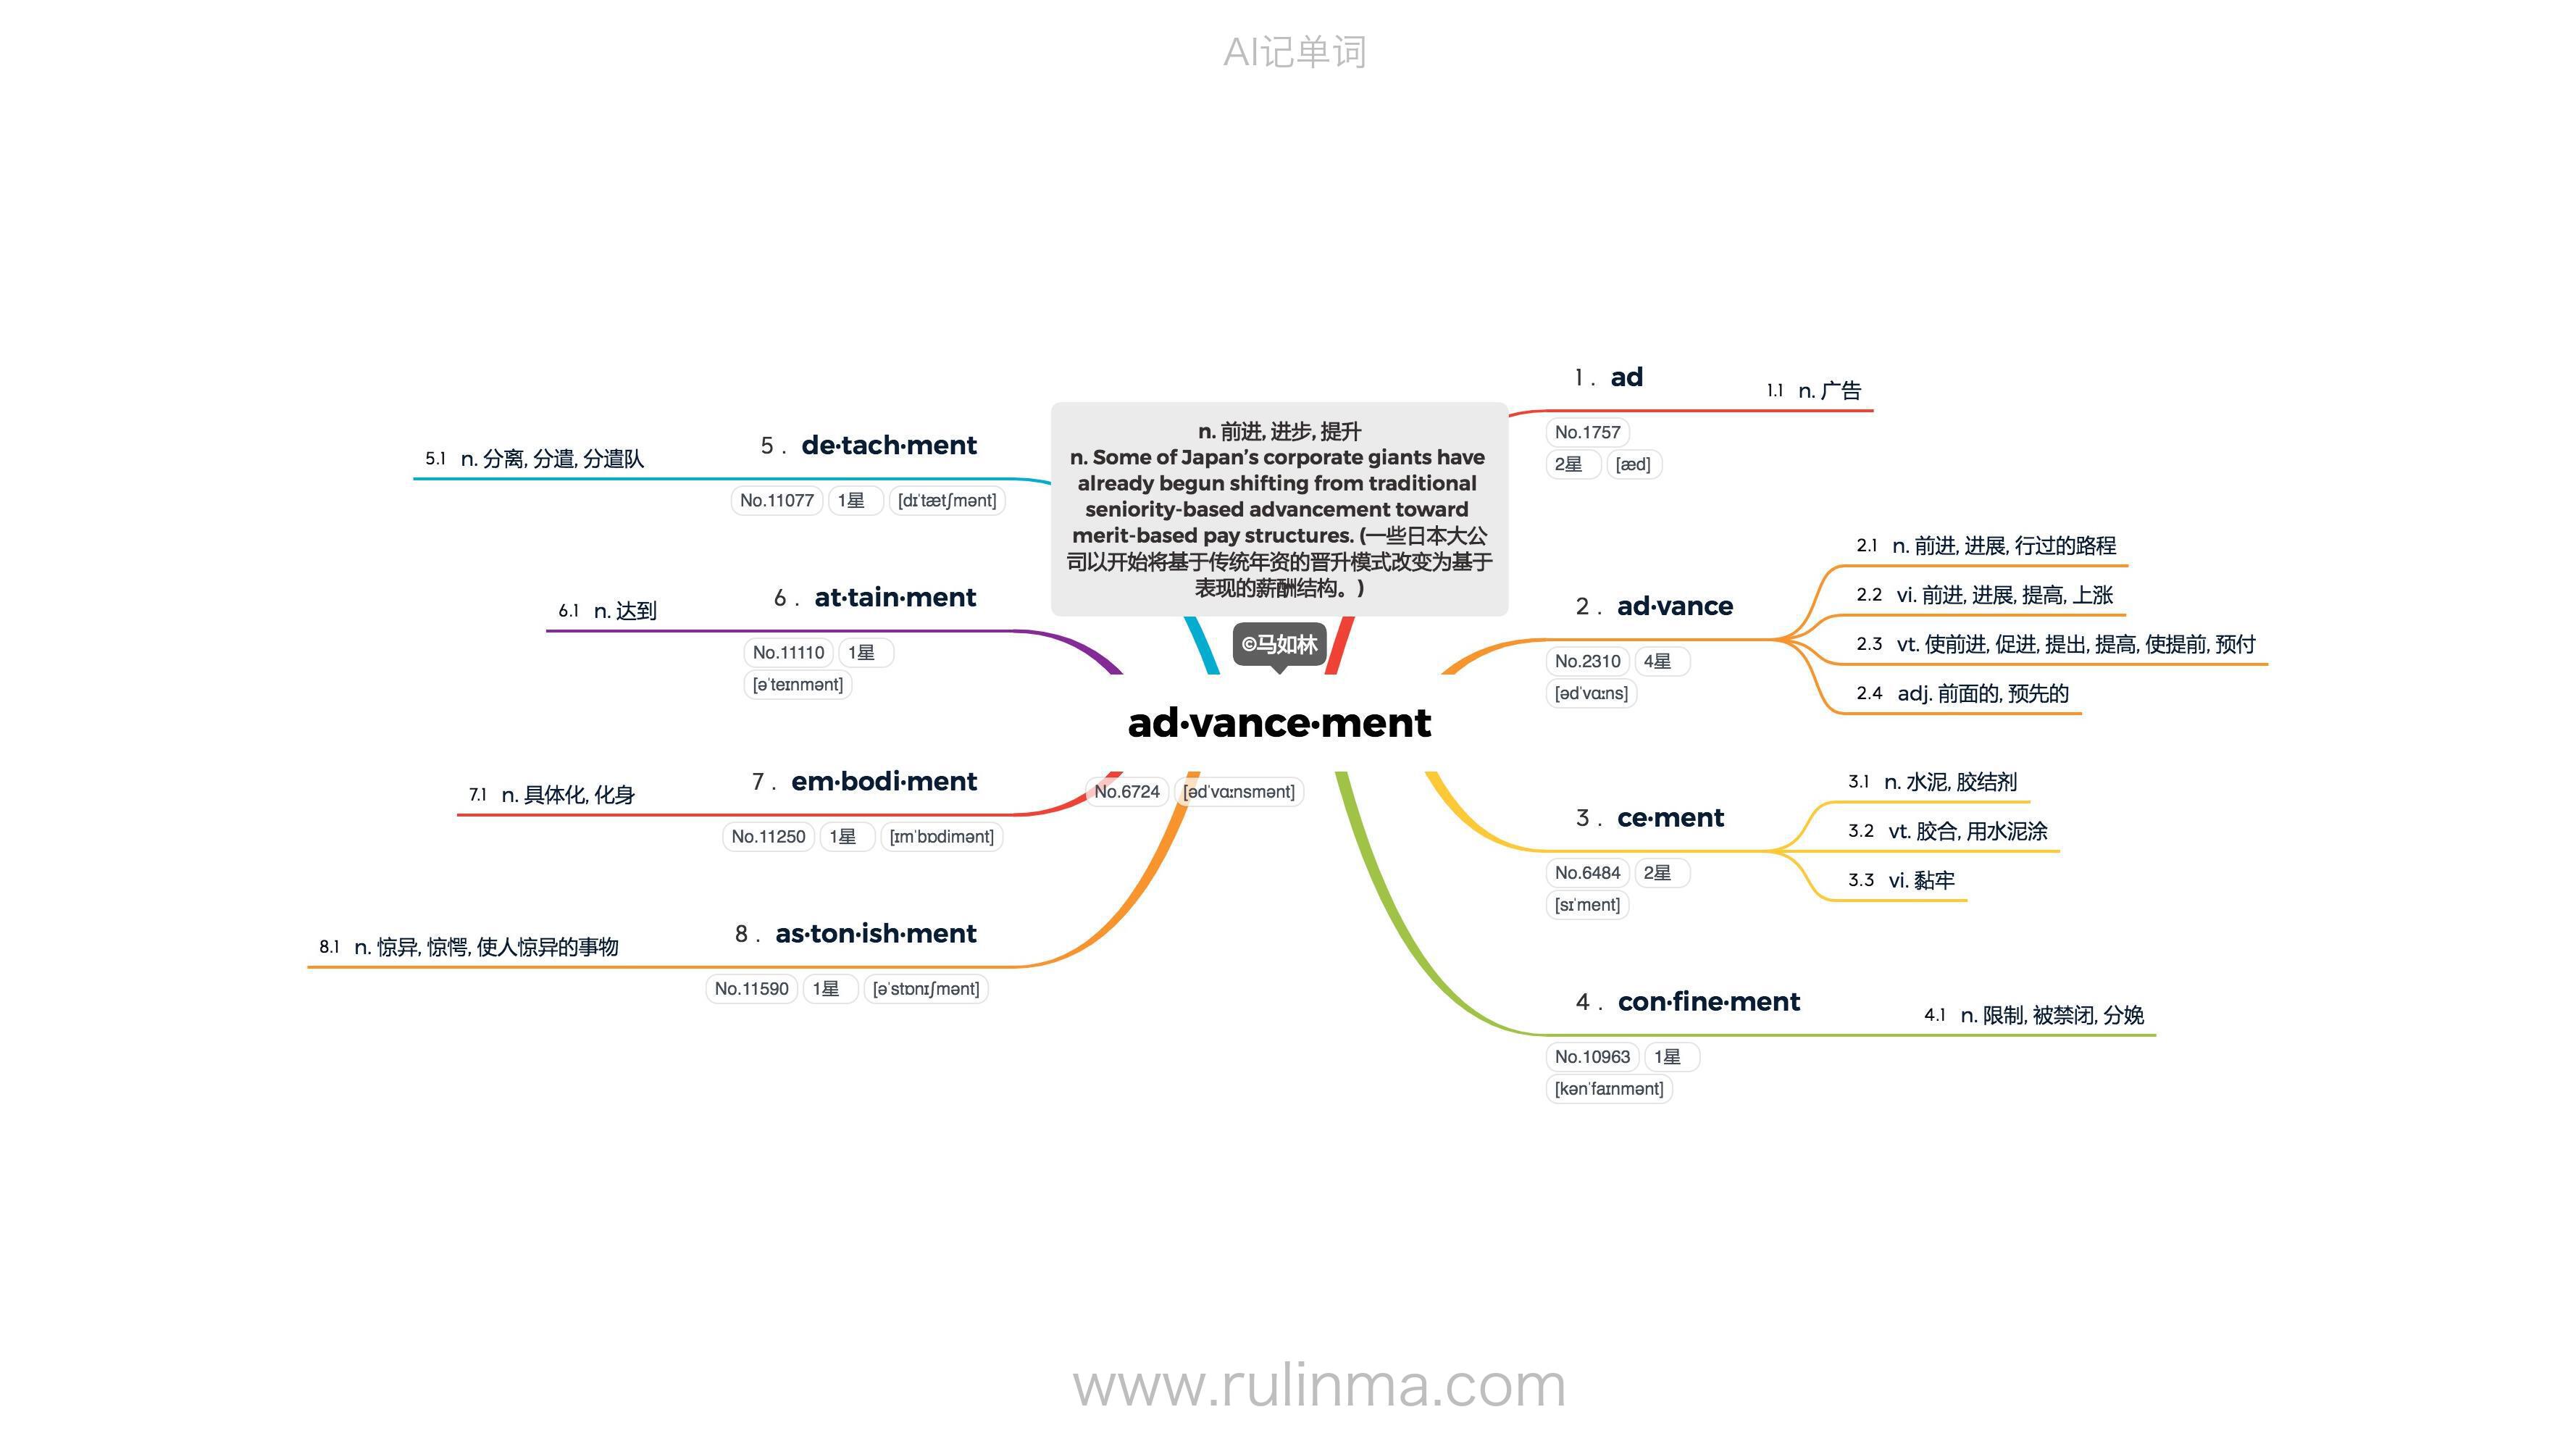 AI记单词
n. 前进, 进步, 提升
n. Some of Japan’s corporate giants have
already begun shifting from traditional
seniority-based advancement toward
merit-based pay structures. (一些日本大公
司以开始将基于传统年资的晋升模式改变为基于
表现的薪酬结构。)
©马如林
ad·vance·ment
No.6724 [ədˈvɑːnsmənt]
1 . ad
No.1757
2星 [æd]
1.1 n. 广告
2 . ad·vance
No.2310 4星
[ədˈvɑːns]
2.1 n. 前进, 进展, 行过的路程
2.2 vi. 前进, 进展, 提高, 上涨
2.3 vt. 使前进, 促进, 提出, 提高, 使提前, 预付
2.4 adj. 前面的, 预先的
3 . ce·ment
No.6484 2星
[sɪˈment]
3.1 n. 水泥, 胶结剂
3.2 vt. 胶合, 用水泥涂
3.3 vi. 黏牢
4 . con·fine·ment
No.10963 1星
[kənˈfaɪnmənt]
4.1 n. 限制, 被禁闭, 分娩
5 . de·tach·ment
No.11077 1星 [dɪˈtætʃmənt]
5.1 n. 分离, 分遣, 分遣队
6 . at·tain·ment
No.11110 1星
[əˈteɪnmənt]
6.1 n. 达到
7 . em·bodi·ment
No.11250 1星 [ɪmˈbɒdimənt]
7.1 n. 具体化, 化身
8 . as·ton·ish·ment
No.11590 1星 [əˈstɒnɪʃmənt]
8.1 n. 惊异, 惊愕, 使人惊异的事物
www.rulinma.com